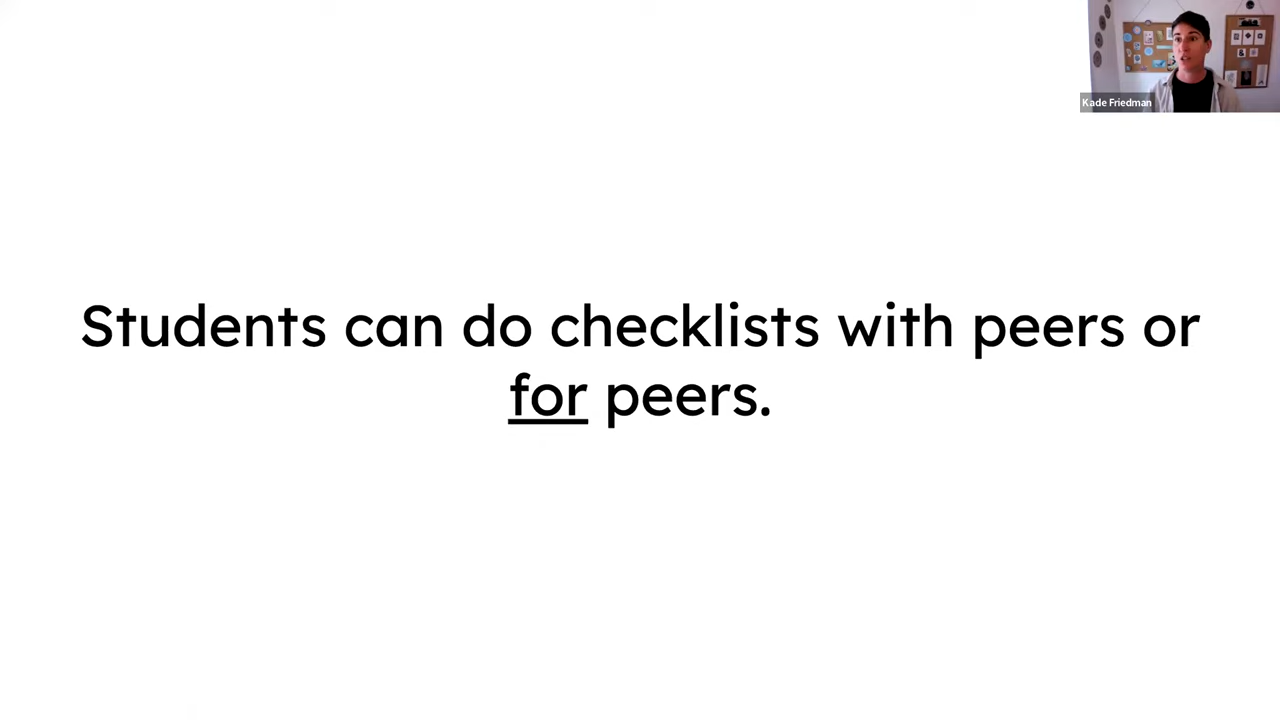 Kade Friedman
Students can do checklists with peers or
for peers.